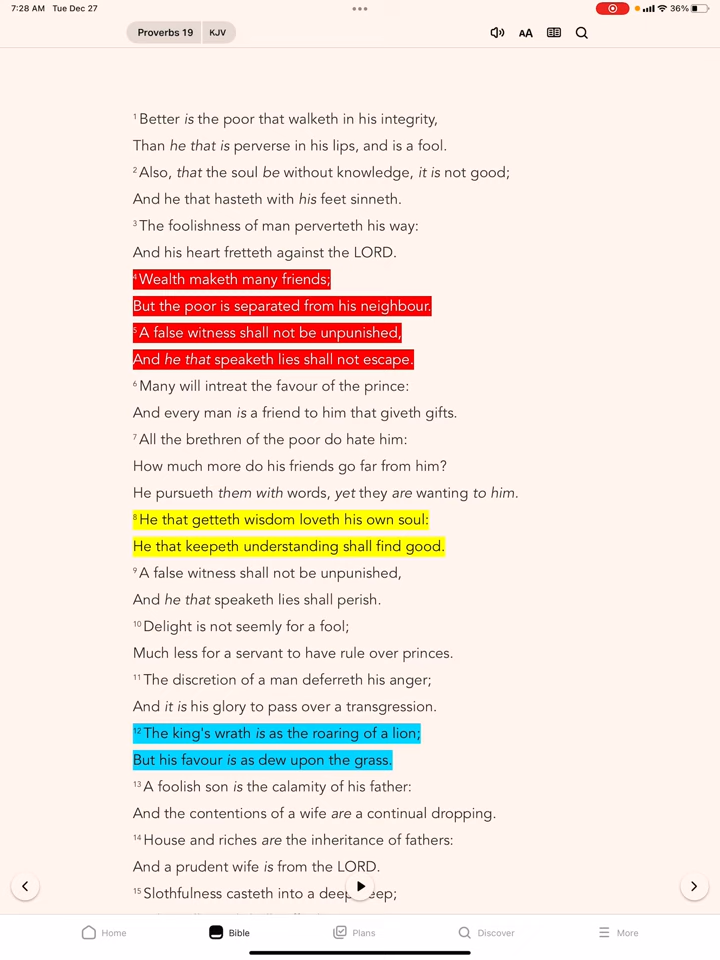 7:28 AM Tue Dec 27
36%
Proverbs 19 KJV
AA
1 Better is the poor that walketh in his integrity,
Than he that is perverse in his lips, and is a fool.
2 Also, that the soul be without knowledge, it is not good;
And he that hasteth with his feet sinneth.
3 The foolishness of man perverteth his way:
And his heart fretteth against the LORD.
4 Wealth maketh many friends;
But the poor is separated from his neighbour.
5 A false witness shall not be unpunished,
And he that speaketh lies shall not escape.
6 Many will intreat the favour of the prince:
And every man is a friend to him that giveth gifts.
7 All the brethren of the poor do hate him:
How much more do his friends go far from him?
He pursueth them with words, yet they are wanting to him.
8 He that getteth wisdom loveth his own soul:
He that keepeth understanding shall find good.
9 A false witness shall not be unpunished,
And he that speaketh lies shall perish.
10 Delight is not seemly for a fool;
Much less for a servant to have rule over princes.
11 The discretion of a man deferreth his anger;
And it is his glory to pass over a transgression.
12 The king's wrath is as the roaring of a lion;
But his favour is as dew upon the grass.
13 A foolish son is the calamity of his father:
And the contentions of a wife are a continual dropping.
14 House and riches are the inheritance of fathers:
And a prudent wife is from the LORD.
15 Slothfulness casteth into a deep sleep;
Home Bible Plans Discover More